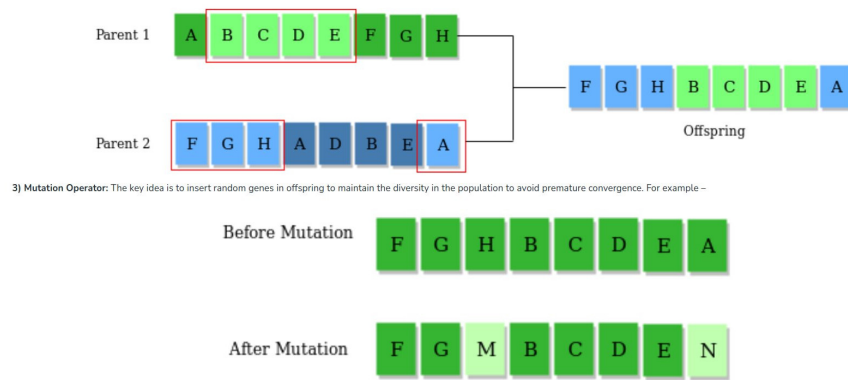 Parent 1 A B C D E F G H
F G H B C D E A
Offspring
Parent 2 F G H A D B E A
3) Mutation Operator: The key idea is to insert random genes in offspring to maintain the diversity in the population to avoid premature convergence. For example –
Before Mutation F G H B C D E A
After Mutation F G M B C D E N